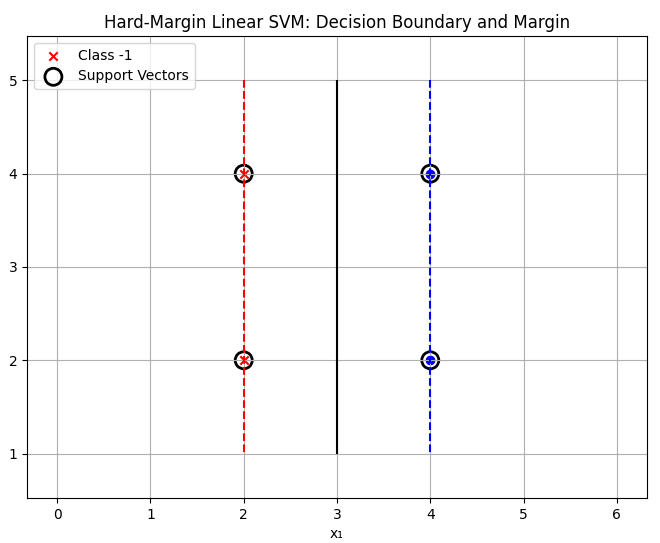 Hard-Margin Linear SVM: Decision Boundary and Margin
Class -1
Support Vectors
5
4
3
2
1
0 1 2 3 4 5 6
x₁